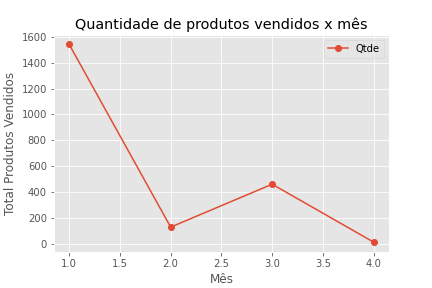 Quantidade de produtos vendidos x mês
Qtde
Total Produtos Vendidos
1600
1400
1200
1000
800
600
400
200
0
1.0 1.5 2.0 2.5 3.0 3.5 4.0
Mês